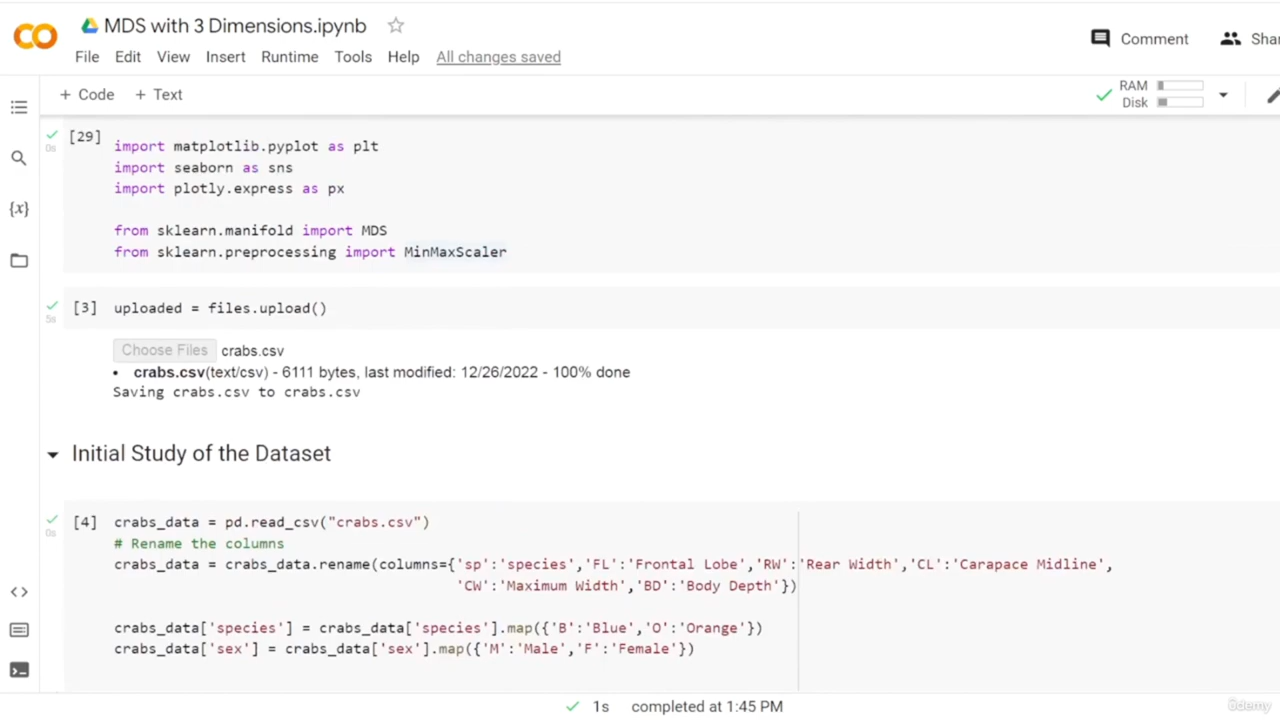 MDS with 3 Dimensions.ipynb
File Edit View Insert Runtime Tools Help All changes saved
Comment
+ Code + Text
RAM
Disk
[29]
0s
import matplotlib.pyplot as plt
import seaborn as sns
import plotly.express as px
from sklearn.manifold import MDS
from sklearn.preprocessing import MinMaxScaler
{x}
[3] uploaded = files.upload()
5s
Choose Files crabs.csv
• crabs.csv(text/csv) - 6111 bytes, last modified: 12/26/2022 - 100% done
Saving crabs.csv to crabs.csv
Initial Study of the Dataset
[4] crabs_data = pd.read_csv("crabs.csv")
0s
# Rename the columns
crabs_data = crabs_data.rename(columns={'sp':'species','FL':'Frontal Lobe','RW':'Rear Width','CL':'Carapace Midline',
'CW':'Maximum Width','BD':'Body Depth'})
crabs_data['species'] = crabs_data['species'].map({'B':'Blue','O':'Orange'})
crabs_data['sex'] = crabs_data['sex'].map({'M':'Male','F':'Female'})
1s completed at 1:45 PM
ûdemy